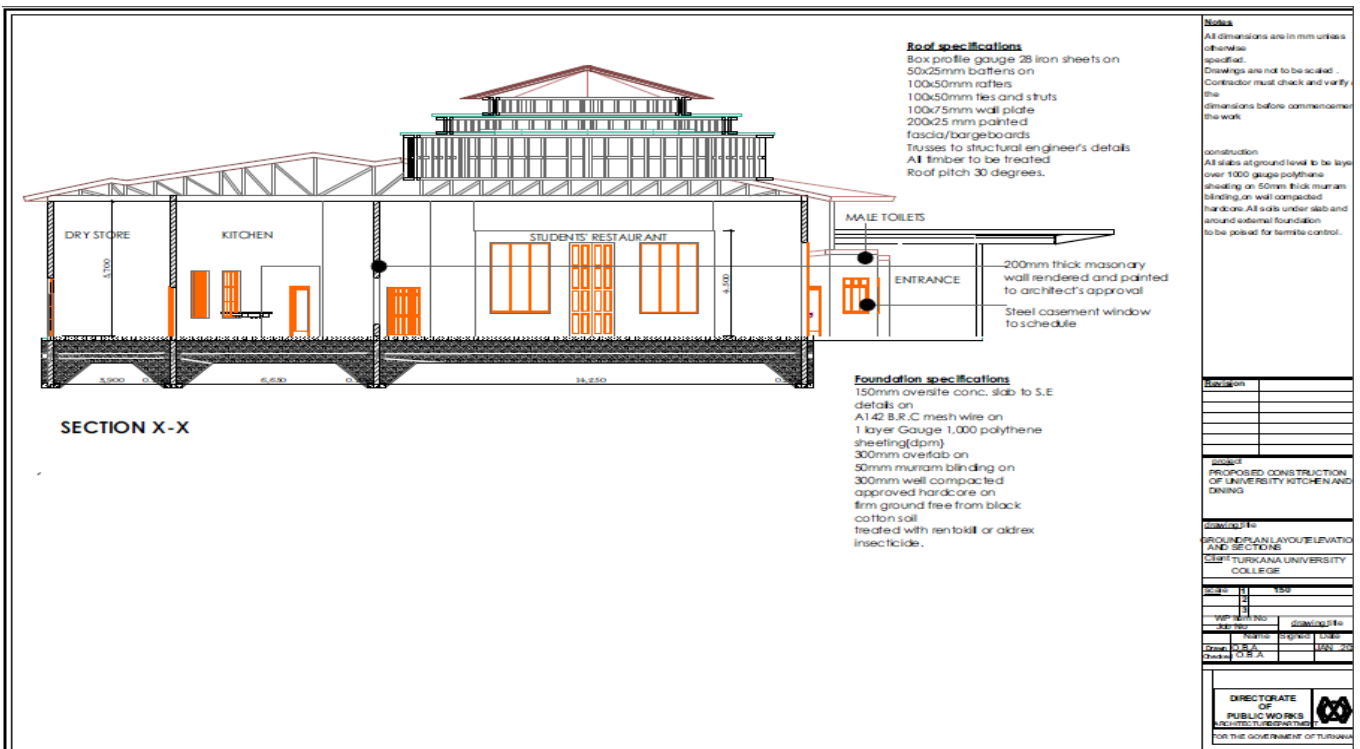 Roof specifications
Box profile gauge 28 iron sheets on
50x25mm battens on
100x50mm rafters
100x50mm ties and struts
100x75mm wall plate
200x25 mm painted
fascia/bargeboards
Trusses to structural engineer's details
All timber to be treated
Roof pitch 30 degrees.
DRY STORE
KITCHEN
STUDENTS' RESTAURANT
MALE TOILETS
ENTRANCE
200mm thick masonary
wall rendered and painted
to architect's approval
Steel casement window
to schedule
4,500
6,650
14,250
SECTION X-X
Foundation specifications
150mm oversite conc. slab to S.E
details on
A142 B.R.C mesh wire on
1 layer Gauge 1,000 polythene
sheeting(dpm)
300mm overlab on
50mm murram blinding on
300mm well compacted
approved hardcore on
firm ground free from black
cotton soil
treated with rentokill or aldrex
insecticide.
Notes
All dimensions are in mm unless
otherwise
specified.
Drawings are not to be scaled .
Contractor must check and verify
the
dimensions before commencemen
the work
construction
All slabs at ground level to be laye
over 1000 gauge polythene
sheeting on 50mm thick murram
blinding,on well compacted
hardcore.All soils under slab and
around external foundation
to be poised for termite control.
Revision
project
PROPOSED CONSTRUCTION
OF UNIVERSITY KITCHEN AND
DINING
drawing title
GROUNDPLAN LAYOUT,ELEVATIO
AND SECTIONS
Client TURKANA UNIVERSITY
COLLEGE
scale 1 150
2
3
WP Item No
Job No
drawing title
Name Signed Date
Drawn O.B.A JAN 20
Checked O.B.A
DIRECTORATE
OF
PUBLIC WORKS
ARCHITECTURE DEPARTMENT
FOR THE GOVERNMENT OF TURKANA